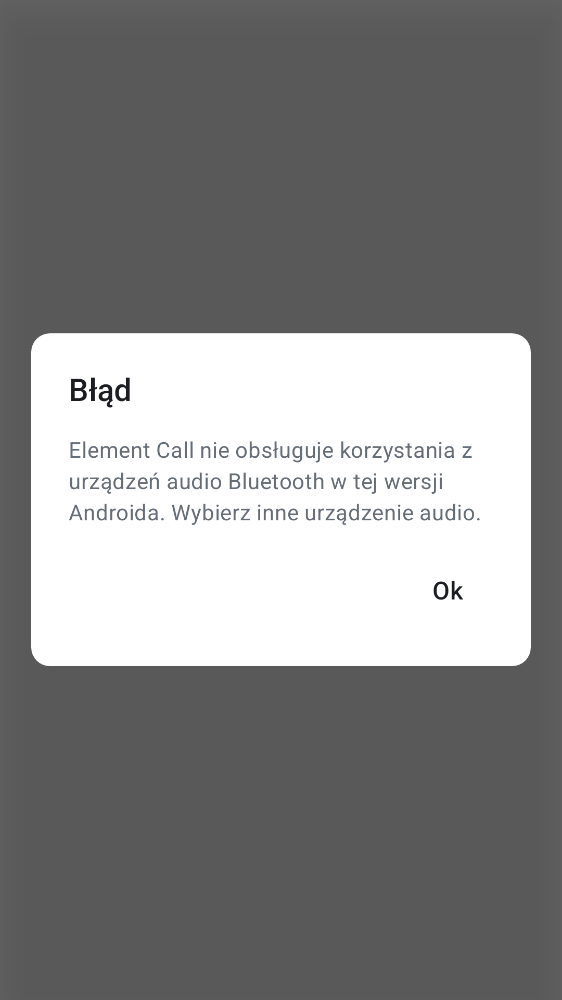 Błąd
Element Call nie obsługuje korzystania z
urządzeń audio Bluetooth w tej wersji
Androida. Wybierz inne urządzenie audio.
Ok